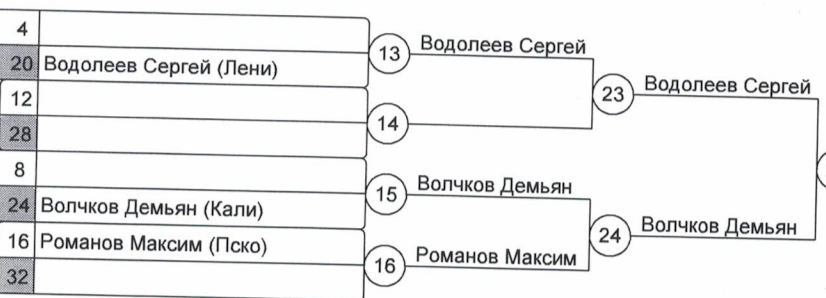 4
20 Водолеев Сергей (Лени)
12
28
8
24 Волчков Демьян (Кали)
16 Романов Максим (Пско)
32
13 Водолеев Сергей
14
15 Волчков Демьян
16 Романов Максим
23 Водолеев Сергей
24 Волчков Демьян